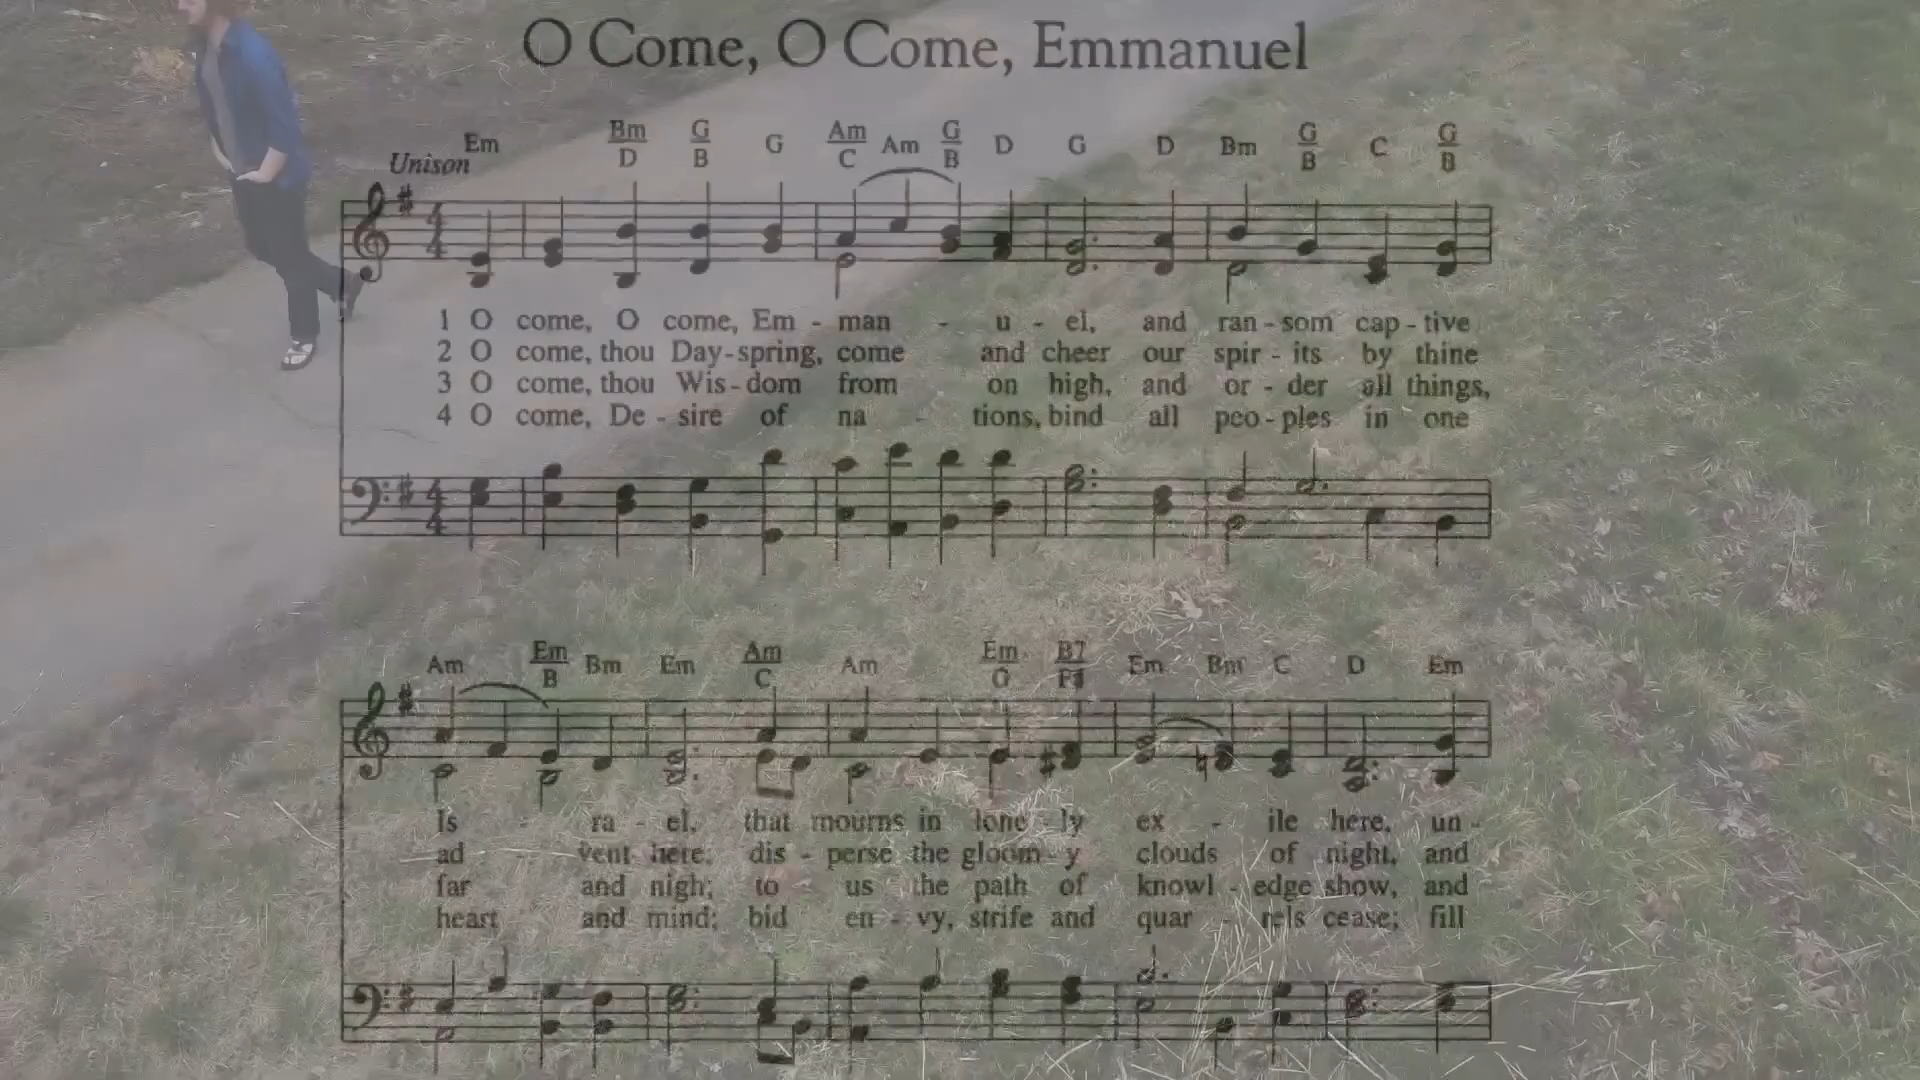 O Come, O Come, Emmanuel
Em Bm/D G/B G Am/C Am G/B D G D Bm G/B C G/B
Unison
1 O come, O come, Em - man - u - el, and ran - som cap - tive
2 O come, thou Day - spring, come and cheer our spir - its by thine
3 O come, thou Wis - dom from on high, and or - der all things,
4 O come, De - sire of na - tions, bind all peo - ples in one
Am Em/B Bm Em Am/C Am Em/G B7/F# Em Bm C D Em
Is - ra - el, that mourns in lone - ly ex - ile here, un -
ad - vent here; dis - perse the gloom - y clouds of night, and
far and nigh; to us the path of knowl - edge show, and
heart and mind; bid en - vy, strife and quar - rels cease; fill